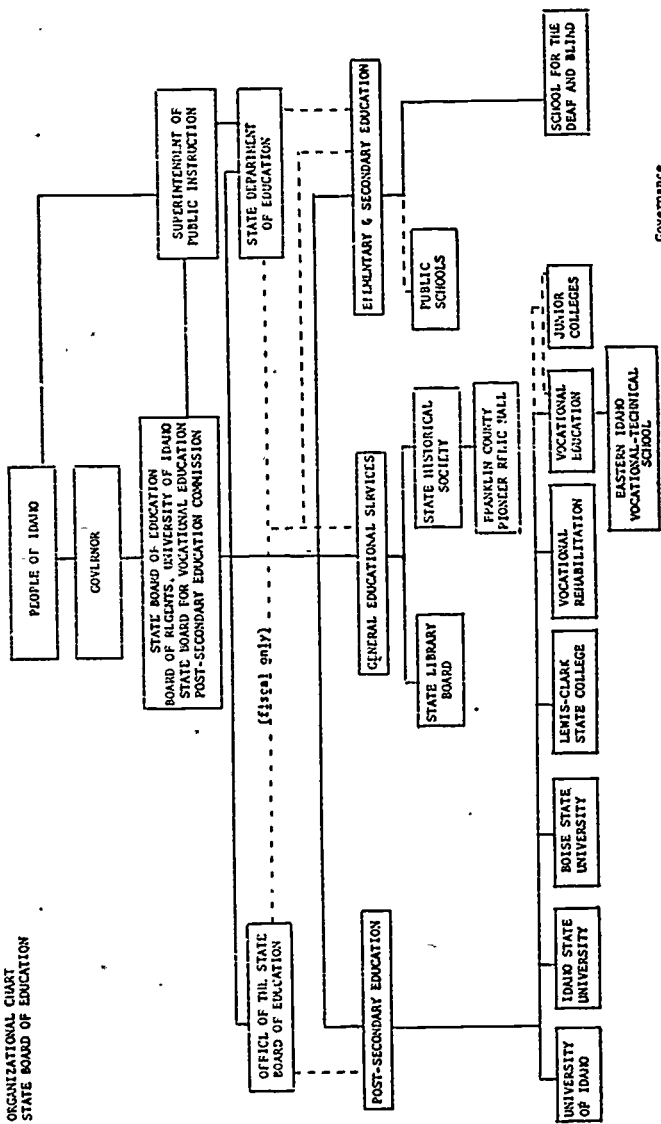 ORGANIZATIONAL CHART
STATE BOARD OF EDUCATION
PEOPLE OF IDAHO
GOVERNOR
SUPERINTENDENT OF
PUBLIC INSTRUCTION
STATE BOARD OF EDUCATION
BOARD OF REGENTS, UNIVERSITY OF IDAHO
STATE BOARD FOR VOCATIONAL EDUCATION
POST-SECONDARY EDUCATION COMMISSION
STATE DEPARTMENT
OF EDUCATION
OFFICE OF THE STATE
BOARD OF EDUCATION
[fiscal only]
POST-SECONDARY EDUCATION
GENERAL EDUCATIONAL SERVICES
ELEMENTARY & SECONDARY EDUCATION
STATE LIBRARY
BOARD
STATE HISTORICAL
SOCIETY
FRANKLIN COUNTY
PIONEER RELIC HALL
PUBLIC
SCHOOLS
UNIVERSITY
OF IDAHO
IDAHO STATE
UNIVERSITY
BOISE STATE
UNIVERSITY
LEWIS-CLARK
STATE COLLEGE
VOCATIONAL
REHABILITATION
VOCATIONAL
EDUCATION
JUNIOR
COLLEGES
SCHOOL FOR THE
DEAF AND BLIND
EASTERN IDAHO
VOCATIONAL-TECHNICAL
SCHOOL
Governance